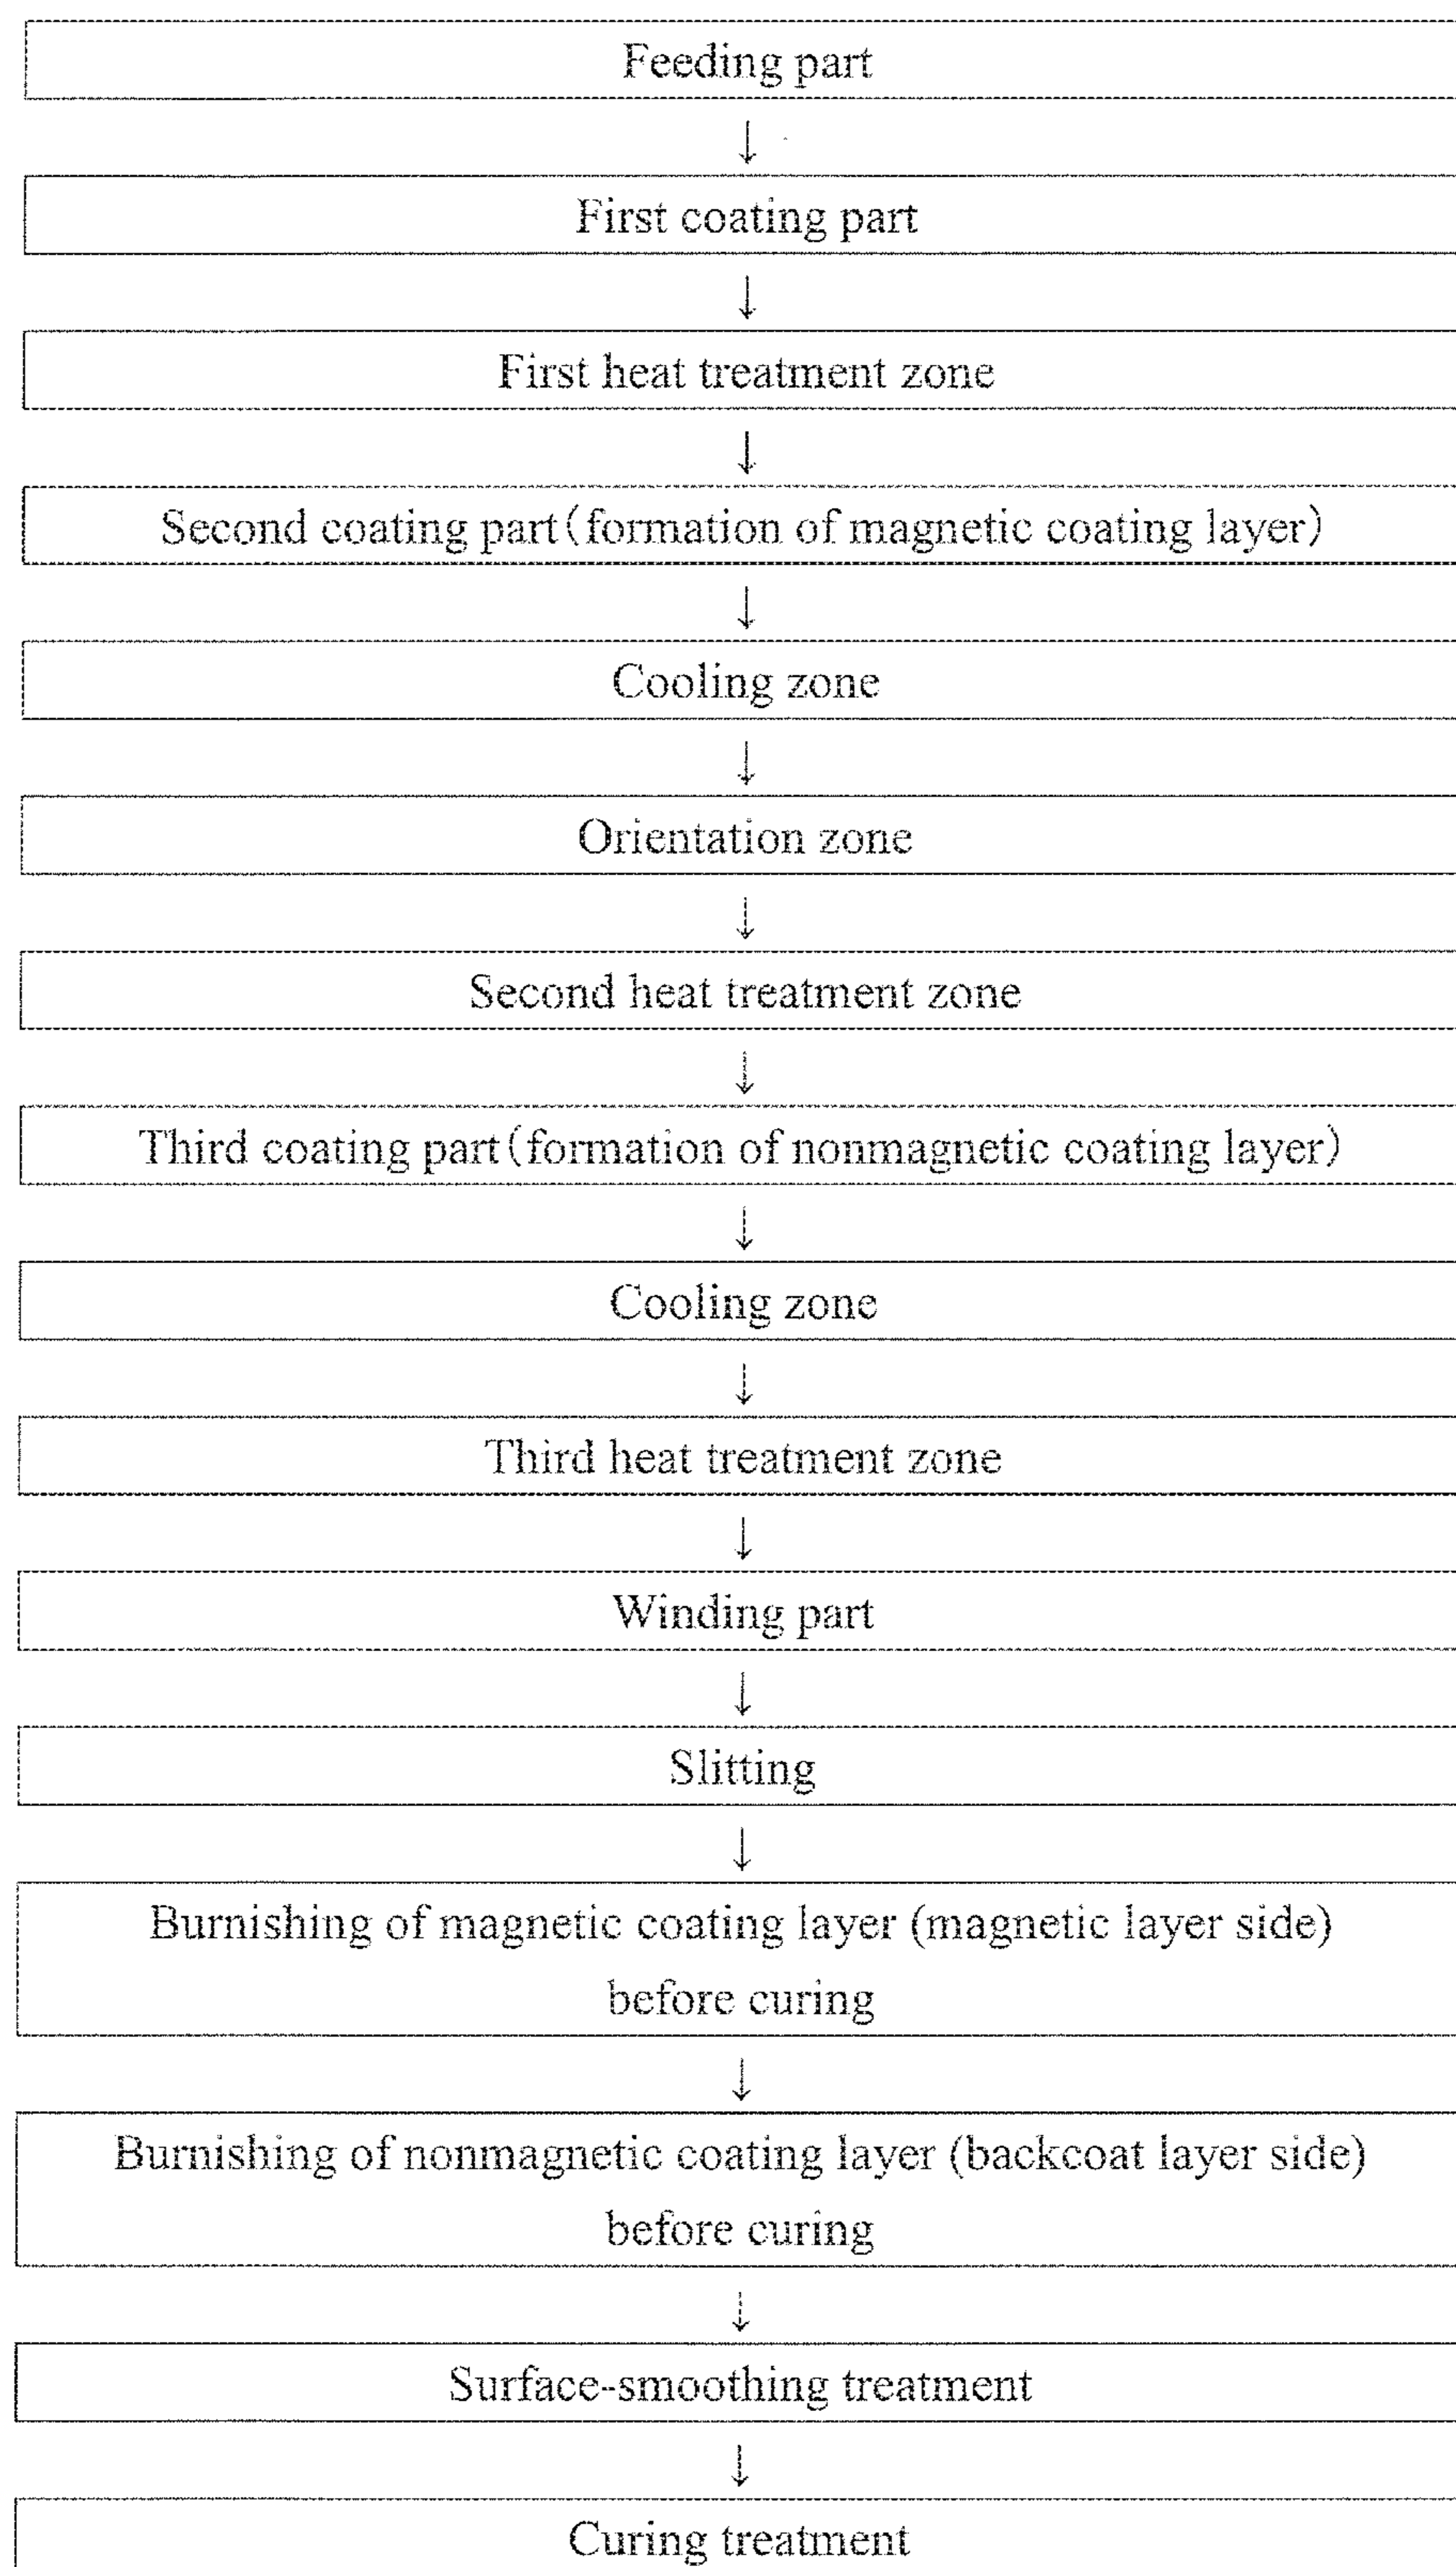 Feeding part
↓
First coating part
↓
First heat treatment zone
↓
Second coating part(formation of magnetic coating layer)
↓
Cooling zone
↓
Orientation zone
↓
Second heat treatment zone
↓
Third coating part(formation of nonmagnetic coating layer)
↓
Cooling zone
↓
Third heat treatment zone
↓
Winding part
↓
Slitting
↓
Burnishing of magnetic coating layer (magnetic layer side)
before curing
↓
Burnishing of nonmagnetic coating layer (backcoat layer side)
before curing
↓
Surface-smoothing treatment
↓
Curing treatment